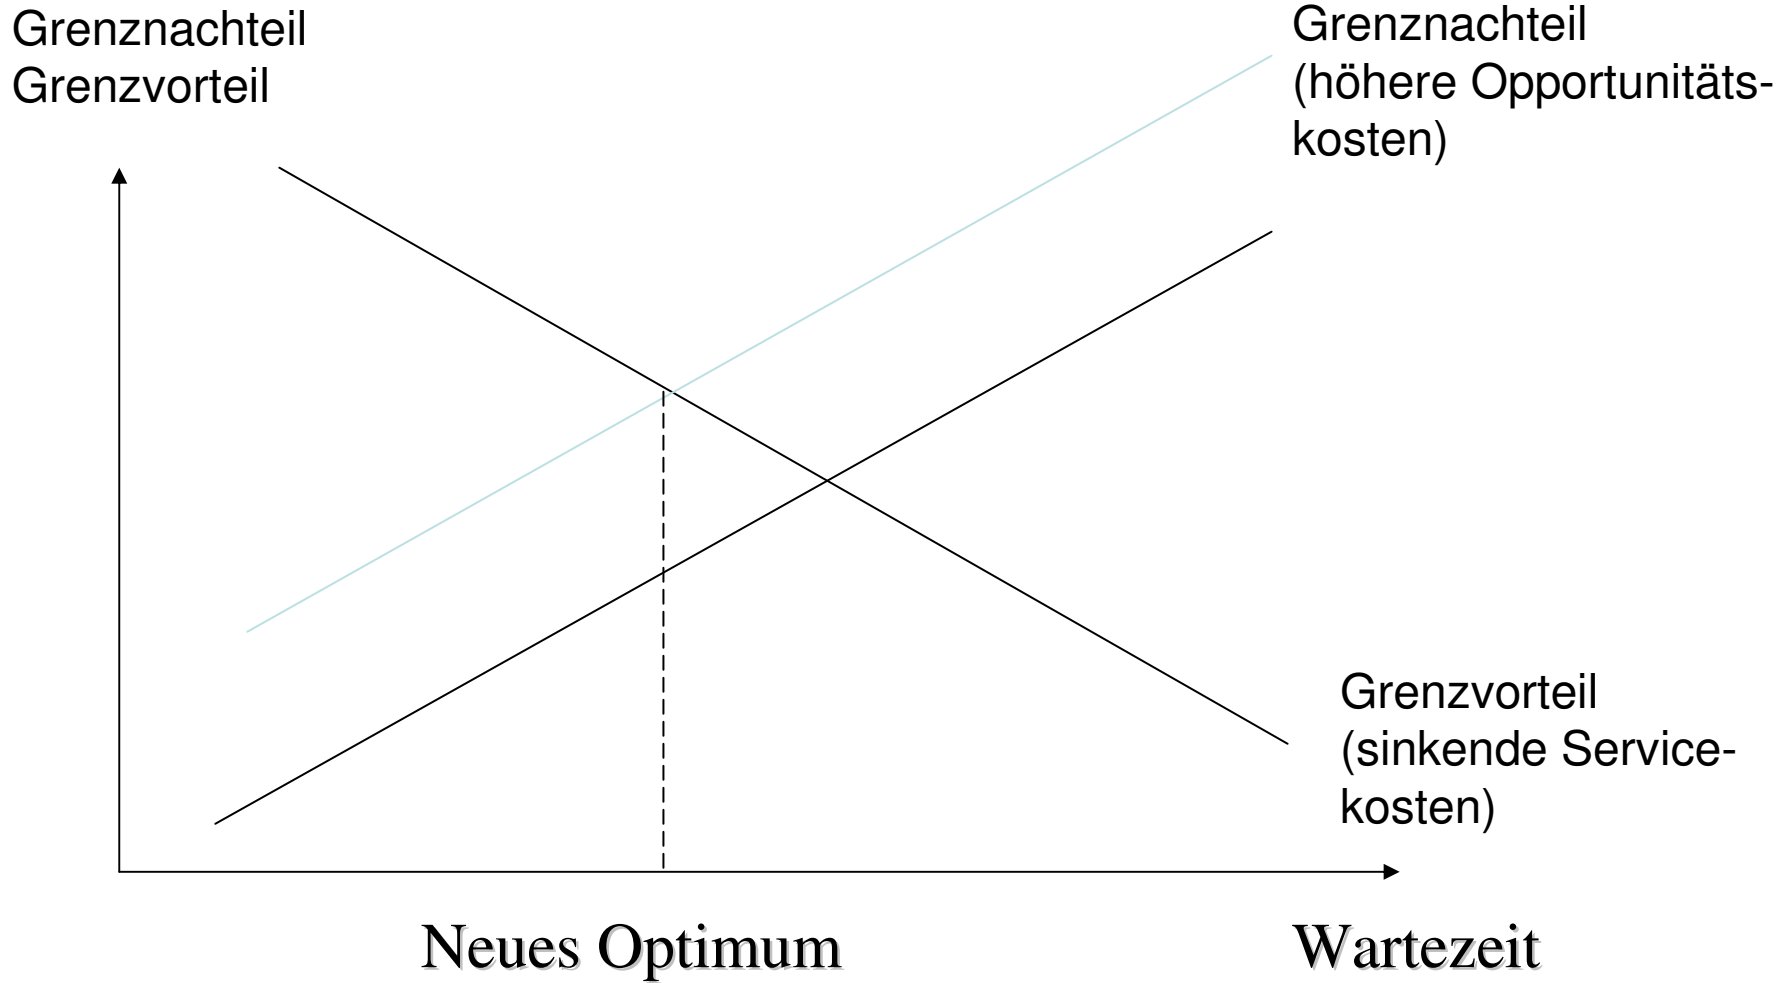 Grenznachteil
Grenzvorteil
Grenznachteil
(höhere Opportunitäts-
kosten)
Grenzvorteil
(sinkende Service-
kosten)
Neues Optimum
Wartezeit